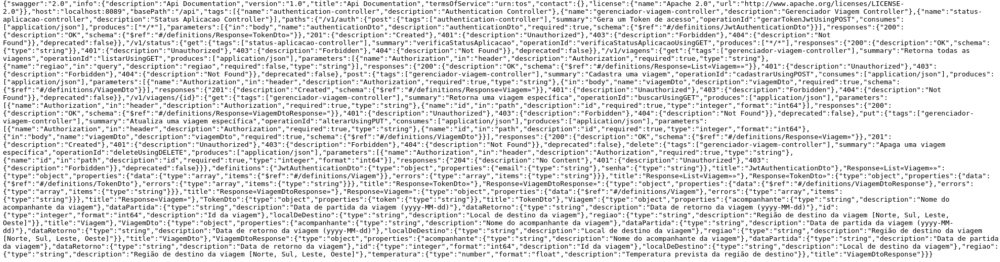 {"swagger":"2.0","info":{"description":"Api Documentation","version":"1.0","title":"Api Documentation","termsOfService":"urn:tos","contact":{},"license":{"name":"Apache 2.0","url":"http://www.apache.org/licenses/LICENSE-
2.0"}},"host":"localhost:8089","basePath":"/api","tags":[{"name":"authentication-controller","description":"Authentication Controller"},{"name":"gerenciador-viagem-controller","description":"Gerenciador Viagem Controller"},{"name":"status-
aplicacao-controller","description":"Status Aplicacao Controller"}],"paths":{"/v1/auth":{"post":{"tags":["authentication-controller"],"summary":"Gera um Token de acesso","operationId":"gerarTokenJwtUsingPOST","consumes":
["application/json"],"produces":["*/*"],"parameters":[{"in":"body","name":"authenticationDto","description":"authenticationDto","required":true,"schema":{"$ref":"#/definitions/JwtAuthenticationDto"}}],"responses":{"200":
{"description":"OK","schema":{"$ref":"#/definitions/Response«TokenDto»"}},"201":{"description":"Created"},"401":{"description":"Unauthorized"},"403":{"description":"Forbidden"},"404":{"description":"Not
Found"}},"deprecated":false}},"/v1/status":{"get":{"tags":["status-aplicacao-controller"],"summary":"verificaStatusAplicacao","operationId":"verificaStatusAplicacaoUsingGET","produces":["*/*"],"responses":{"200":{"description":"OK","schema":
{"type":"string"}},"401":{"description":"Unauthorized"},"403":{"description":"Forbidden"},"404":{"description":"Not Found"}},"deprecated":false}},"/v1/viagens":{"get":{"tags":["gerenciador-viagem-controller"],"summary":"Retorna todas as
viagens","operationId":"listarUsingGET","produces":["application/json"],"parameters":[{"name":"Authorization","in":"header","description":"Authorization","required":true,"type":"string"},
{"name":"regiao","in":"query","description":"regiao","required":false,"type":"string"}],"responses":{"200":{"description":"OK","schema":{"$ref":"#/definitions/Response«List«Viagem»»"}},"401":{"description":"Unauthorized"},"403":
{"description":"Forbidden"},"404":{"description":"Not Found"}},"deprecated":false},"post":{"tags":["gerenciador-viagem-controller"],"summary":"Cadastra uma viagem","operationId":"cadastrarUsingPOST","consumes":["application/json"],"produces":
["application/json"],"parameters":[{"name":"Authorization","in":"header","description":"Authorization","required":true,"type":"string"},{"in":"body","name":"viagemDto","description":"viagemDto","required":true,"schema":
{"$ref":"#/definitions/ViagemDto"}}],"responses":{"201":{"description":"Created","schema":{"$ref":"#/definitions/Response«Viagem»"}},"401":{"description":"Unauthorized"},"403":{"description":"Forbidden"},"404":{"description":"Not
Found"}},"deprecated":false}},"/v1/viagens/{id}":{"get":{"tags":["gerenciador-viagem-controller"],"summary":"Retorna uma viagem específica","operationId":"buscarUsingGET","produces":["application/json"],"parameters":
[{"name":"Authorization","in":"header","description":"Authorization","required":true,"type":"string"},{"name":"id","in":"path","description":"id","required":true,"type":"integer","format":"int64"}],"responses":{"200":
{"description":"OK","schema":{"$ref":"#/definitions/Response«ViagemDtoResponse»"}},"401":{"description":"Unauthorized"},"403":{"description":"Forbidden"},"404":{"description":"Not Found"}},"deprecated":false},"put":{"tags":["gerenciador-
viagem-controller"],"summary":"Atualiza uma viagem específica","operationId":"alterarUsingPUT","consumes":["application/json"],"produces":["application/json"],"parameters":
[{"name":"Authorization","in":"header","description":"Authorization","required":true,"type":"string"},{"name":"id","in":"path","description":"id","required":true,"type":"integer","format":"int64"},
{"in":"body","name":"viagemDto","description":"viagemDto","required":true,"schema":{"$ref":"#/definitions/ViagemDto"}}],"responses":{"200":{"description":"OK","schema":{"$ref":"#/definitions/Response«Viagem»"}},"201":
{"description":"Created"},"401":{"description":"Unauthorized"},"403":{"description":"Forbidden"},"404":{"description":"Not Found"}},"deprecated":false},"delete":{"tags":["gerenciador-viagem-controller"],"summary":"Apaga uma viagem
específica","operationId":"deleteUsingDELETE","produces":["application/json"],"parameters":[{"name":"Authorization","in":"header","description":"Authorization","required":true,"type":"string"},
{"name":"id","in":"path","description":"id","required":true,"type":"integer","format":"int64"}],"responses":{"204":{"description":"No Content"},"401":{"description":"Unauthorized"},"403":
{"description":"Forbidden"}},"deprecated":false}}},"definitions":{"JwtAuthenticationDto":{"type":"object","properties":{"email":{"type":"string"},"senha":{"type":"string"}},"title":"JwtAuthenticationDto"},"Response«List«Viagem»»":
{"type":"object","properties":{"data":{"type":"array","items":{"$ref":"#/definitions/Viagem"}},"errors":{"type":"array","items":{"type":"string"}}},"title":"Response«List«Viagem»»"},"Response«TokenDto»":{"type":"object","properties":{"data":
{"$ref":"#/definitions/TokenDto"},"errors":{"type":"array","items":{"type":"string"}}},"title":"Response«TokenDto»"},"Response«ViagemDtoResponse»":{"type":"object","properties":{"data":{"$ref":"#/definitions/ViagemDtoResponse"},"errors":
{"type":"array","items":{"type":"string"}}},"title":"Response«ViagemDtoResponse»"},"Response«Viagem»":{"type":"object","properties":{"data":{"$ref":"#/definitions/Viagem"},"errors":{"type":"array","items":
{"type":"string"}}},"title":"Response«Viagem»"},"TokenDto":{"type":"object","properties":{"token":{"type":"string"}},"title":"TokenDto"},"Viagem":{"type":"object","properties":{"acompanhante":{"type":"string","description":"Nome do
acompanhante da viagem"},"dataPartida":{"type":"string","description":"Data de partida da viagem (yyyy-MM-dd)"},"dataRetorno":{"type":"string","description":"Data de retorno da viagem (yyyy-MM-dd)"},"id":
{"type":"integer","format":"int64","description":"Id da viagem"},"localDeDestino":{"type":"string","description":"Local de destino da viagem"},"regiao":{"type":"string","description":"Região de destino da viagem [Norte, Sul, Leste,
Oeste]"}},"title":"Viagem"},"ViagemDto":{"type":"object","properties":{"acompanhante":{"type":"string","description":"Nome do acompanhante da viagem"},"dataPartida":{"type":"string","description":"Data de partida da viagem (yyyy-MM-
dd)"},"dataRetorno":{"type":"string","description":"Data de retorno da viagem (yyyy-MM-dd)"},"localDeDestino":{"type":"string","description":"Local de destino da viagem"},"regiao":{"type":"string","description":"Região de destino da viagem
[Norte, Sul, Leste, Oeste]"}},"title":"ViagemDto"},"ViagemDtoResponse":{"type":"object","properties":{"acompanhante":{"type":"string","description":"Nome do acompanhante da viagem"},"dataPartida":{"type":"string","description":"Data de partida
da viagem"},"dataRetorno":{"type":"string","description":"Data de retorno da viagem"},"id":{"type":"integer","format":"int64","description":"Id da viagem"},"localDeDestino":{"type":"string","description":"Local de destino da viagem"},"regiao":
{"type":"string","description":"Região de destino da viagem [Norte, Sul, Leste, Oeste]"},"temperatura":{"type":"number","format":"float","description":"Temperatura prevista da região de destino"}},"title":"ViagemDtoResponse"}}}